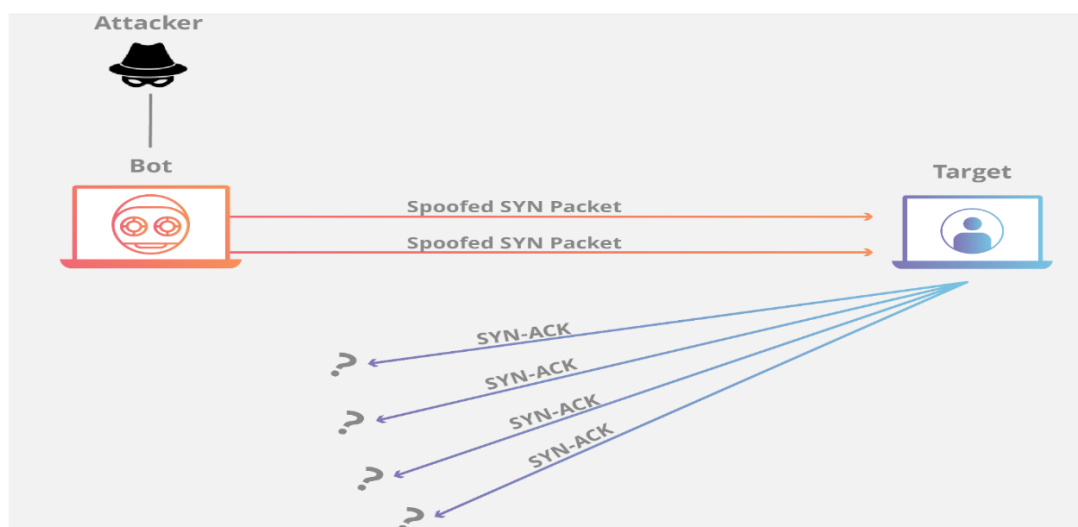 Attacker
Bot
Target
Spoofed SYN Packet
Spoofed SYN Packet
SYN-ACK
?
SYN-ACK
?
SYN-ACK
?
SYN-ACK
?